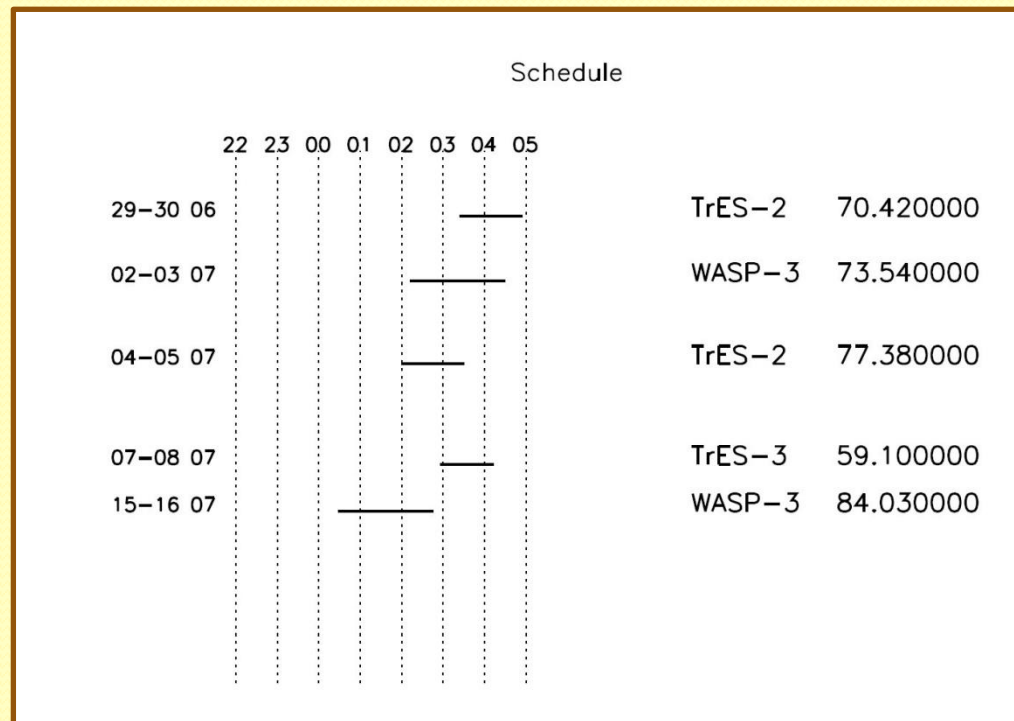 Schedule
22 23 00 01 02 03 04 05
29-30 06 TrES-2 70.420000
02-03 07 WASP-3 73.540000
04-05 07 TrES-2 77.380000
07-08 07 TrES-3 59.100000
15-16 07 WASP-3 84.030000